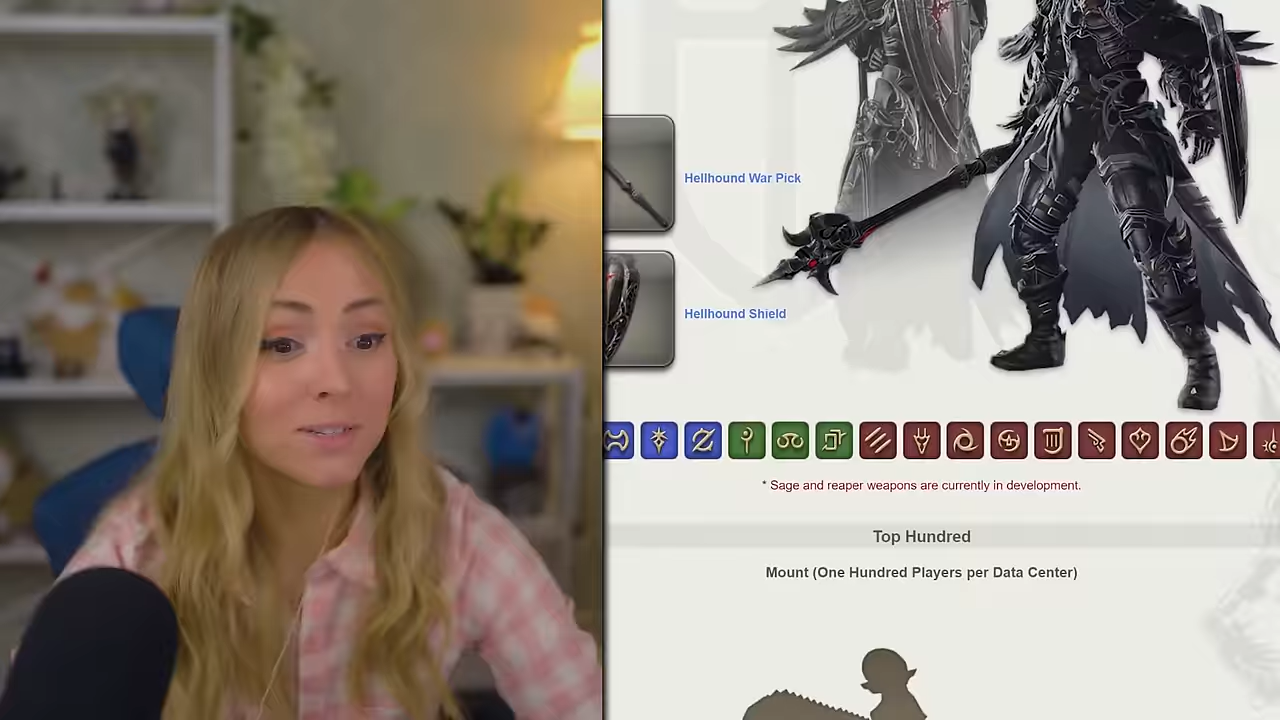 Hellhound War Pick
Hellhound Shield
* Sage and reaper weapons are currently in development.
Top Hundred
Mount (One Hundred Players per Data Center)